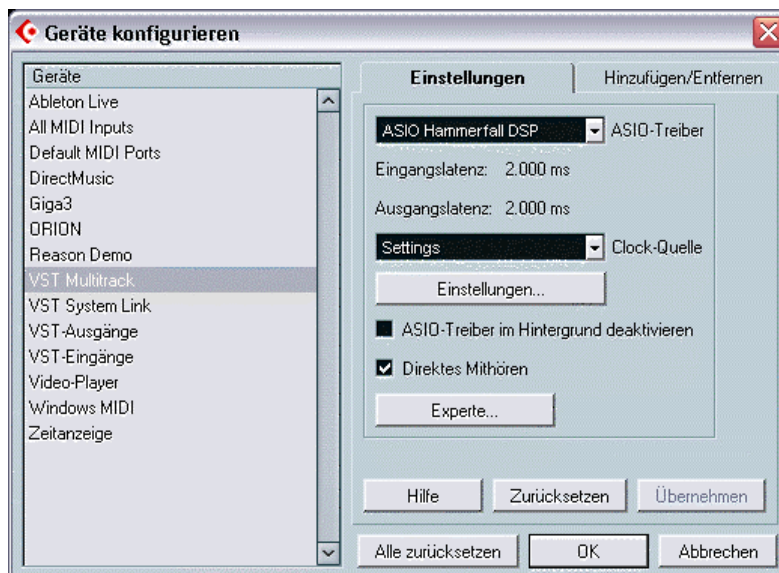 Geräte konfigurieren
Geräte
Ableton Live
All MIDI Inputs
Default MIDI Ports
DirectMusic
Giga3
ORION
Reason Demo
VST Multitrack
VST System Link
VST-Ausgänge
VST-Eingänge
Video-Player
Windows MIDI
Zeitanzeige
Einstellungen
Hinzufügen/Entfernen
ASIO Hammerfall DSP ASIO-Treiber
Eingangslatenz: 2.000 ms
Ausgangslatenz: 2.000 ms
Settings Clock-Quelle
Einstellungen...
ASIO-Treiber im Hintergrund deaktivieren
Direktes Mithören
Experte...
Hilfe Zurücksetzen Übernehmen
Alle zurücksetzen OK Abbrechen